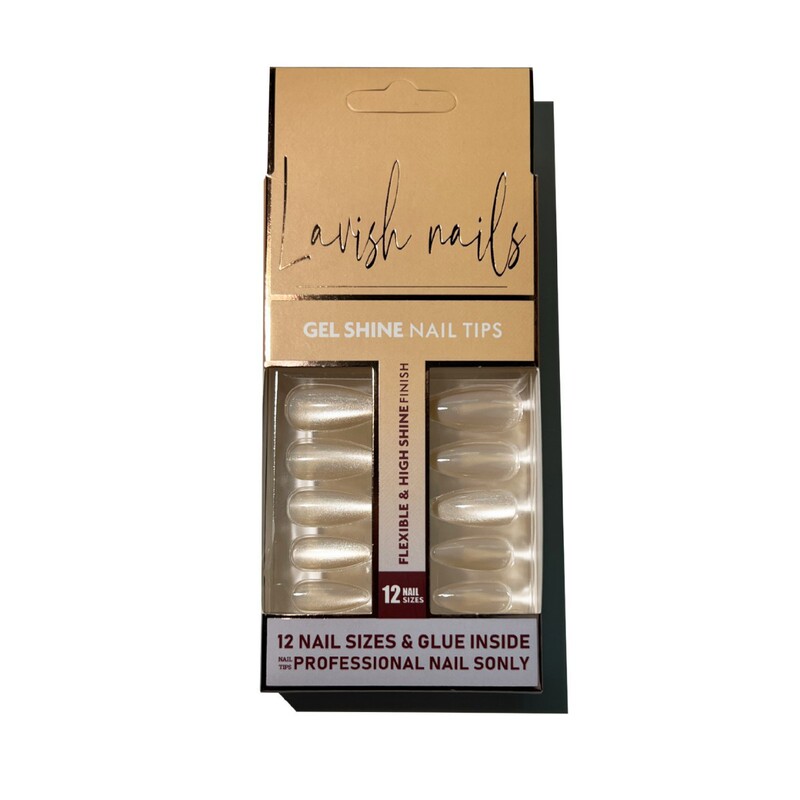 Lavish nails
GEL SHINE NAIL TIPS
FLEXIBLE & HIGH SHINE FINISH
12 NAIL SIZES
12 NAIL SIZES & GLUE INSIDE
NAIL TIPS PROFESSIONAL NAIL SONLY